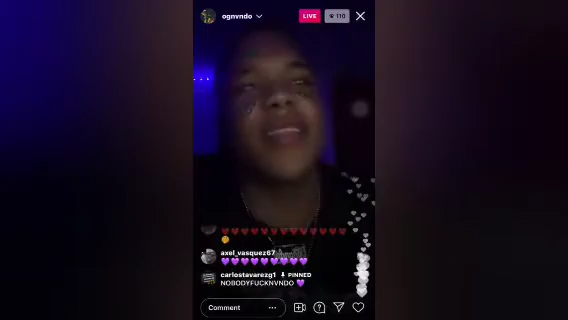 ognvndo
LIVE
110
axel_vasquez67
carlostavarezg1 PINNED
NOBODYFUCKNVNDO 💜
Comment